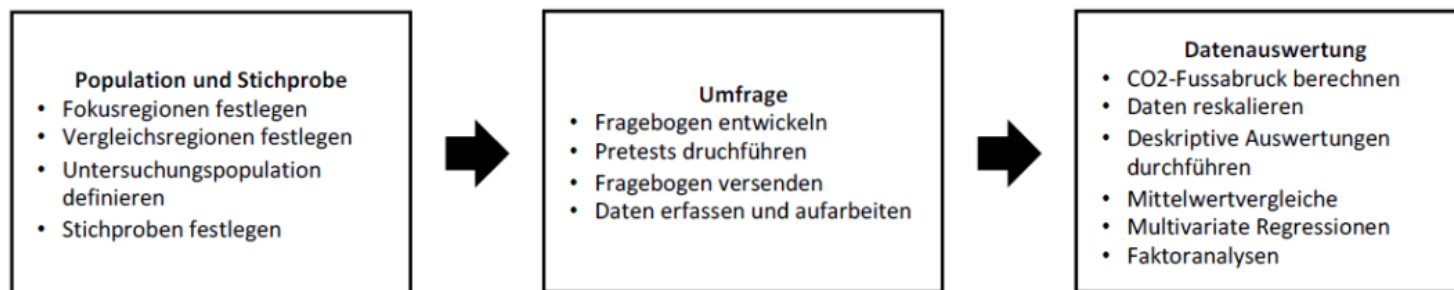 Population und Stichprobe
• Fokusregionen festlegen
• Vergleichsregionen festlegen
• Untersuchungspopulation
definieren
• Stichproben festlegen
Umfrage
• Fragebogen entwickeln
• Pretests druchführen
• Fragebogen versenden
• Daten erfassen und aufarbeiten
Datenauswertung
• CO2-Fussabruck berechnen
• Daten reskalieren
• Deskriptive Auswertungen
durchführen
• Mittelwertvergleiche
• Multivariate Regressionen
• Faktoranalysen